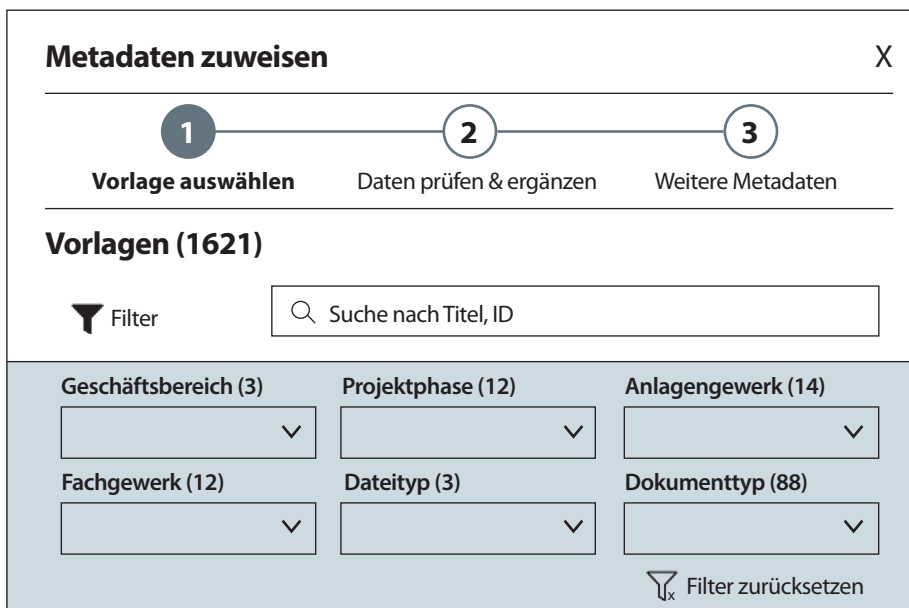 Metadaten zuweisen X
1 2 3
Vorlage auswählen Daten prüfen & ergänzen Weitere Metadaten
Vorlagen (1621)
Filter Suche nach Titel, ID
Geschäftsbereich (3) Projektphase (12) Anlagengewerk (14)
Fachgewerk (12) Dateityp (3) Dokumenttyp (88)
x Filter zurücksetzen